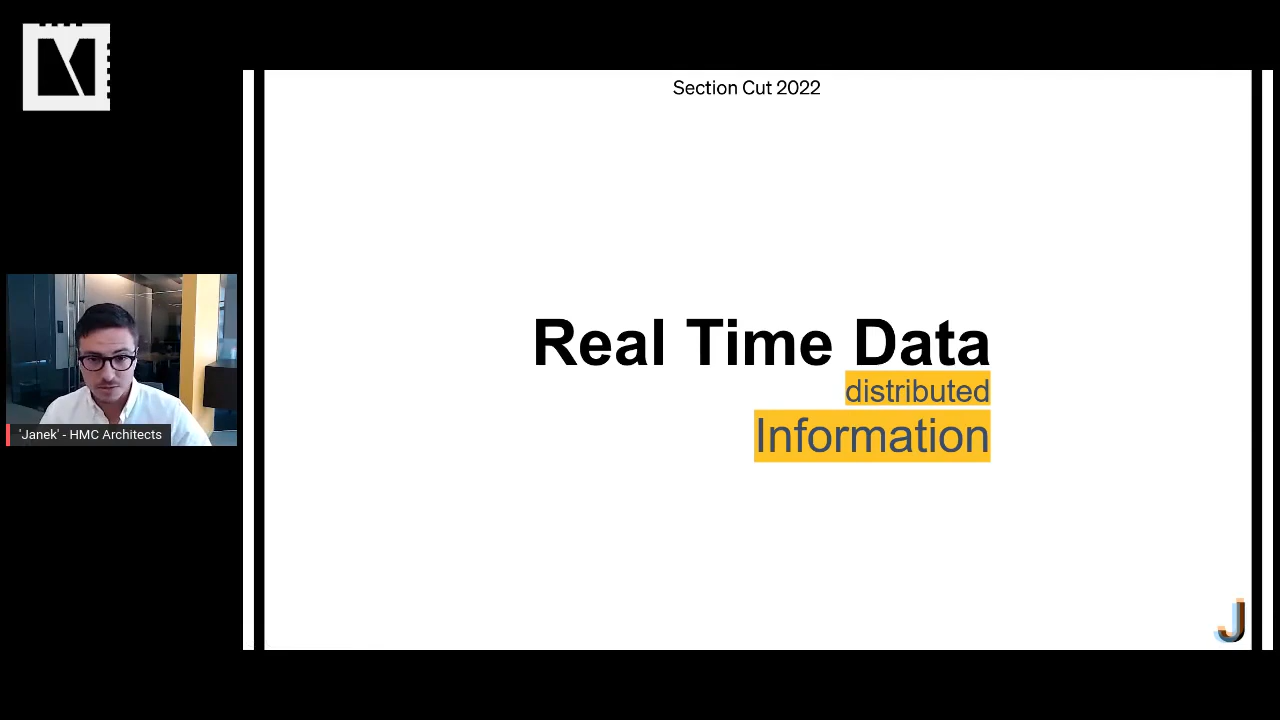 Section Cut 2022
Real Time Data
distributed
Information
'Janek' - HMC Architects
J